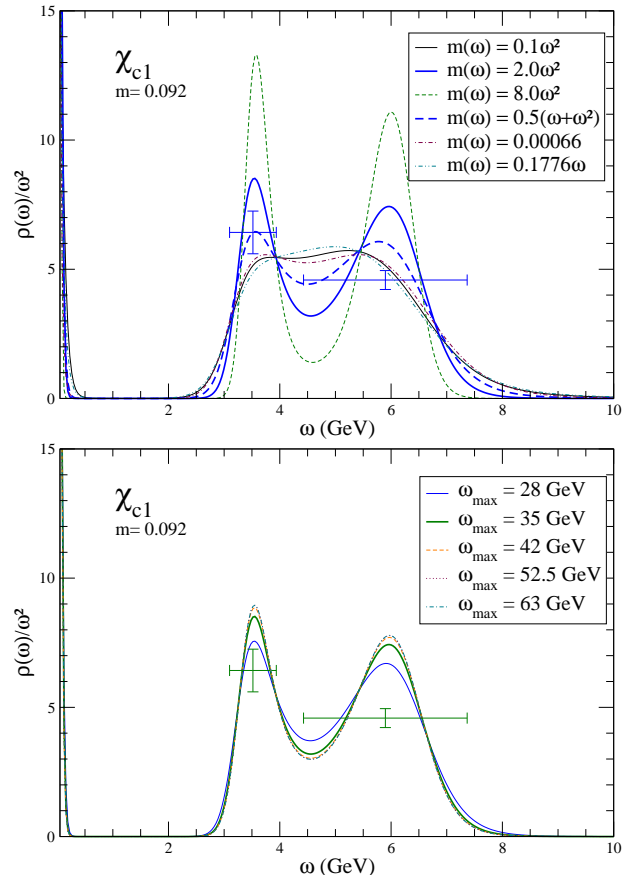 15
10
5
0
ρ(ω)/ω²
χc1
m= 0.092
m(ω) = 0.1ω²
m(ω) = 2.0ω²
m(ω) = 8.0ω²
m(ω) = 0.5(ω+ω²)
m(ω) = 0.00066
m(ω) = 0.1776ω
2 4 6 8 10
ω (GeV)
15
10
5
0
ρ(ω)/ω²
χc1
m= 0.092
ωmax = 28 GeV
ωmax = 35 GeV
ωmax = 42 GeV
ωmax = 52.5 GeV
ωmax = 63 GeV
2 4 6 8 10
ω (GeV)